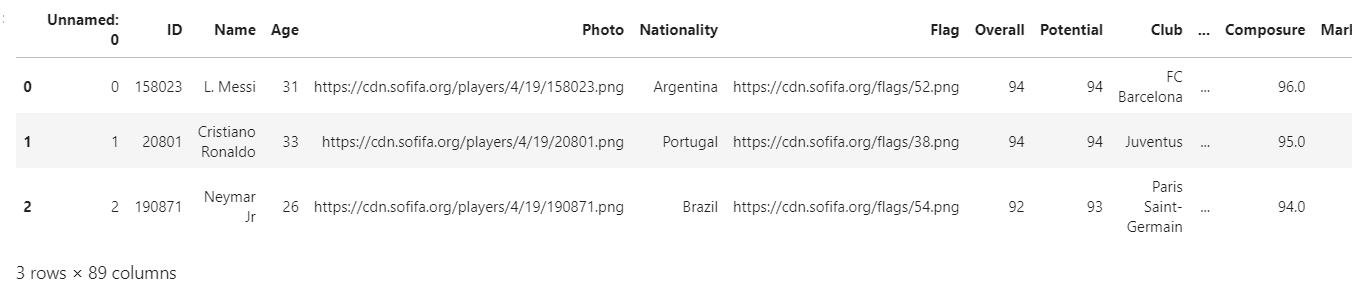 Unnamed: 0 ID Name Age Photo Nationality Flag Overall Potential Club ... Composure Marl
0 0 158023 L. Messi 31 https://cdn.sofifa.org/players/4/19/158023.png Argentina https://cdn.sofifa.org/flags/52.png 94 94 FC Barcelona ... 96.0
1 1 20801 Cristiano Ronaldo 33 https://cdn.sofifa.org/players/4/19/20801.png Portugal https://cdn.sofifa.org/flags/38.png 94 94 Juventus ... 95.0
2 2 190871 Neymar Jr 26 https://cdn.sofifa.org/players/4/19/190871.png Brazil https://cdn.sofifa.org/flags/54.png 92 93 Paris Saint-Germain ... 94.0
3 rows × 89 columns